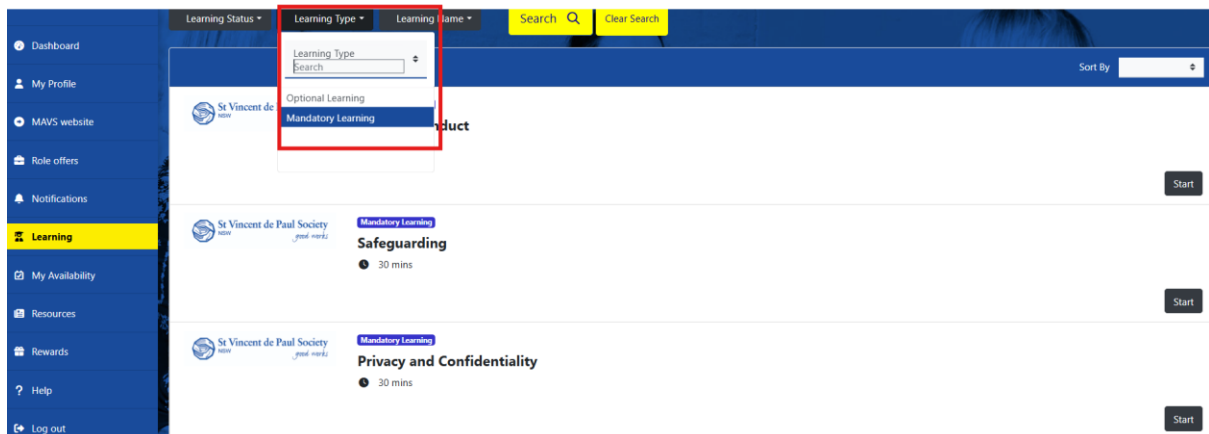 Learning Status
Learning Type
Learning Name
Search
Clear Search
Dashboard
My Profile
MAVS website
Role offers
Notifications
Learning
My Availability
Resources
Rewards
Help
Log out
Learning Type
Search
Optional Learning
Mandatory Learning
Sort By
St Vincent de
NSW
nduct
Start
St Vincent de Paul Society
NSW
good works
Mandatory Learning
Safeguarding
30 mins
Start
St Vincent de Paul Society
NSW
good works
Mandatory Learning
Privacy and Confidentiality
30 mins
Start